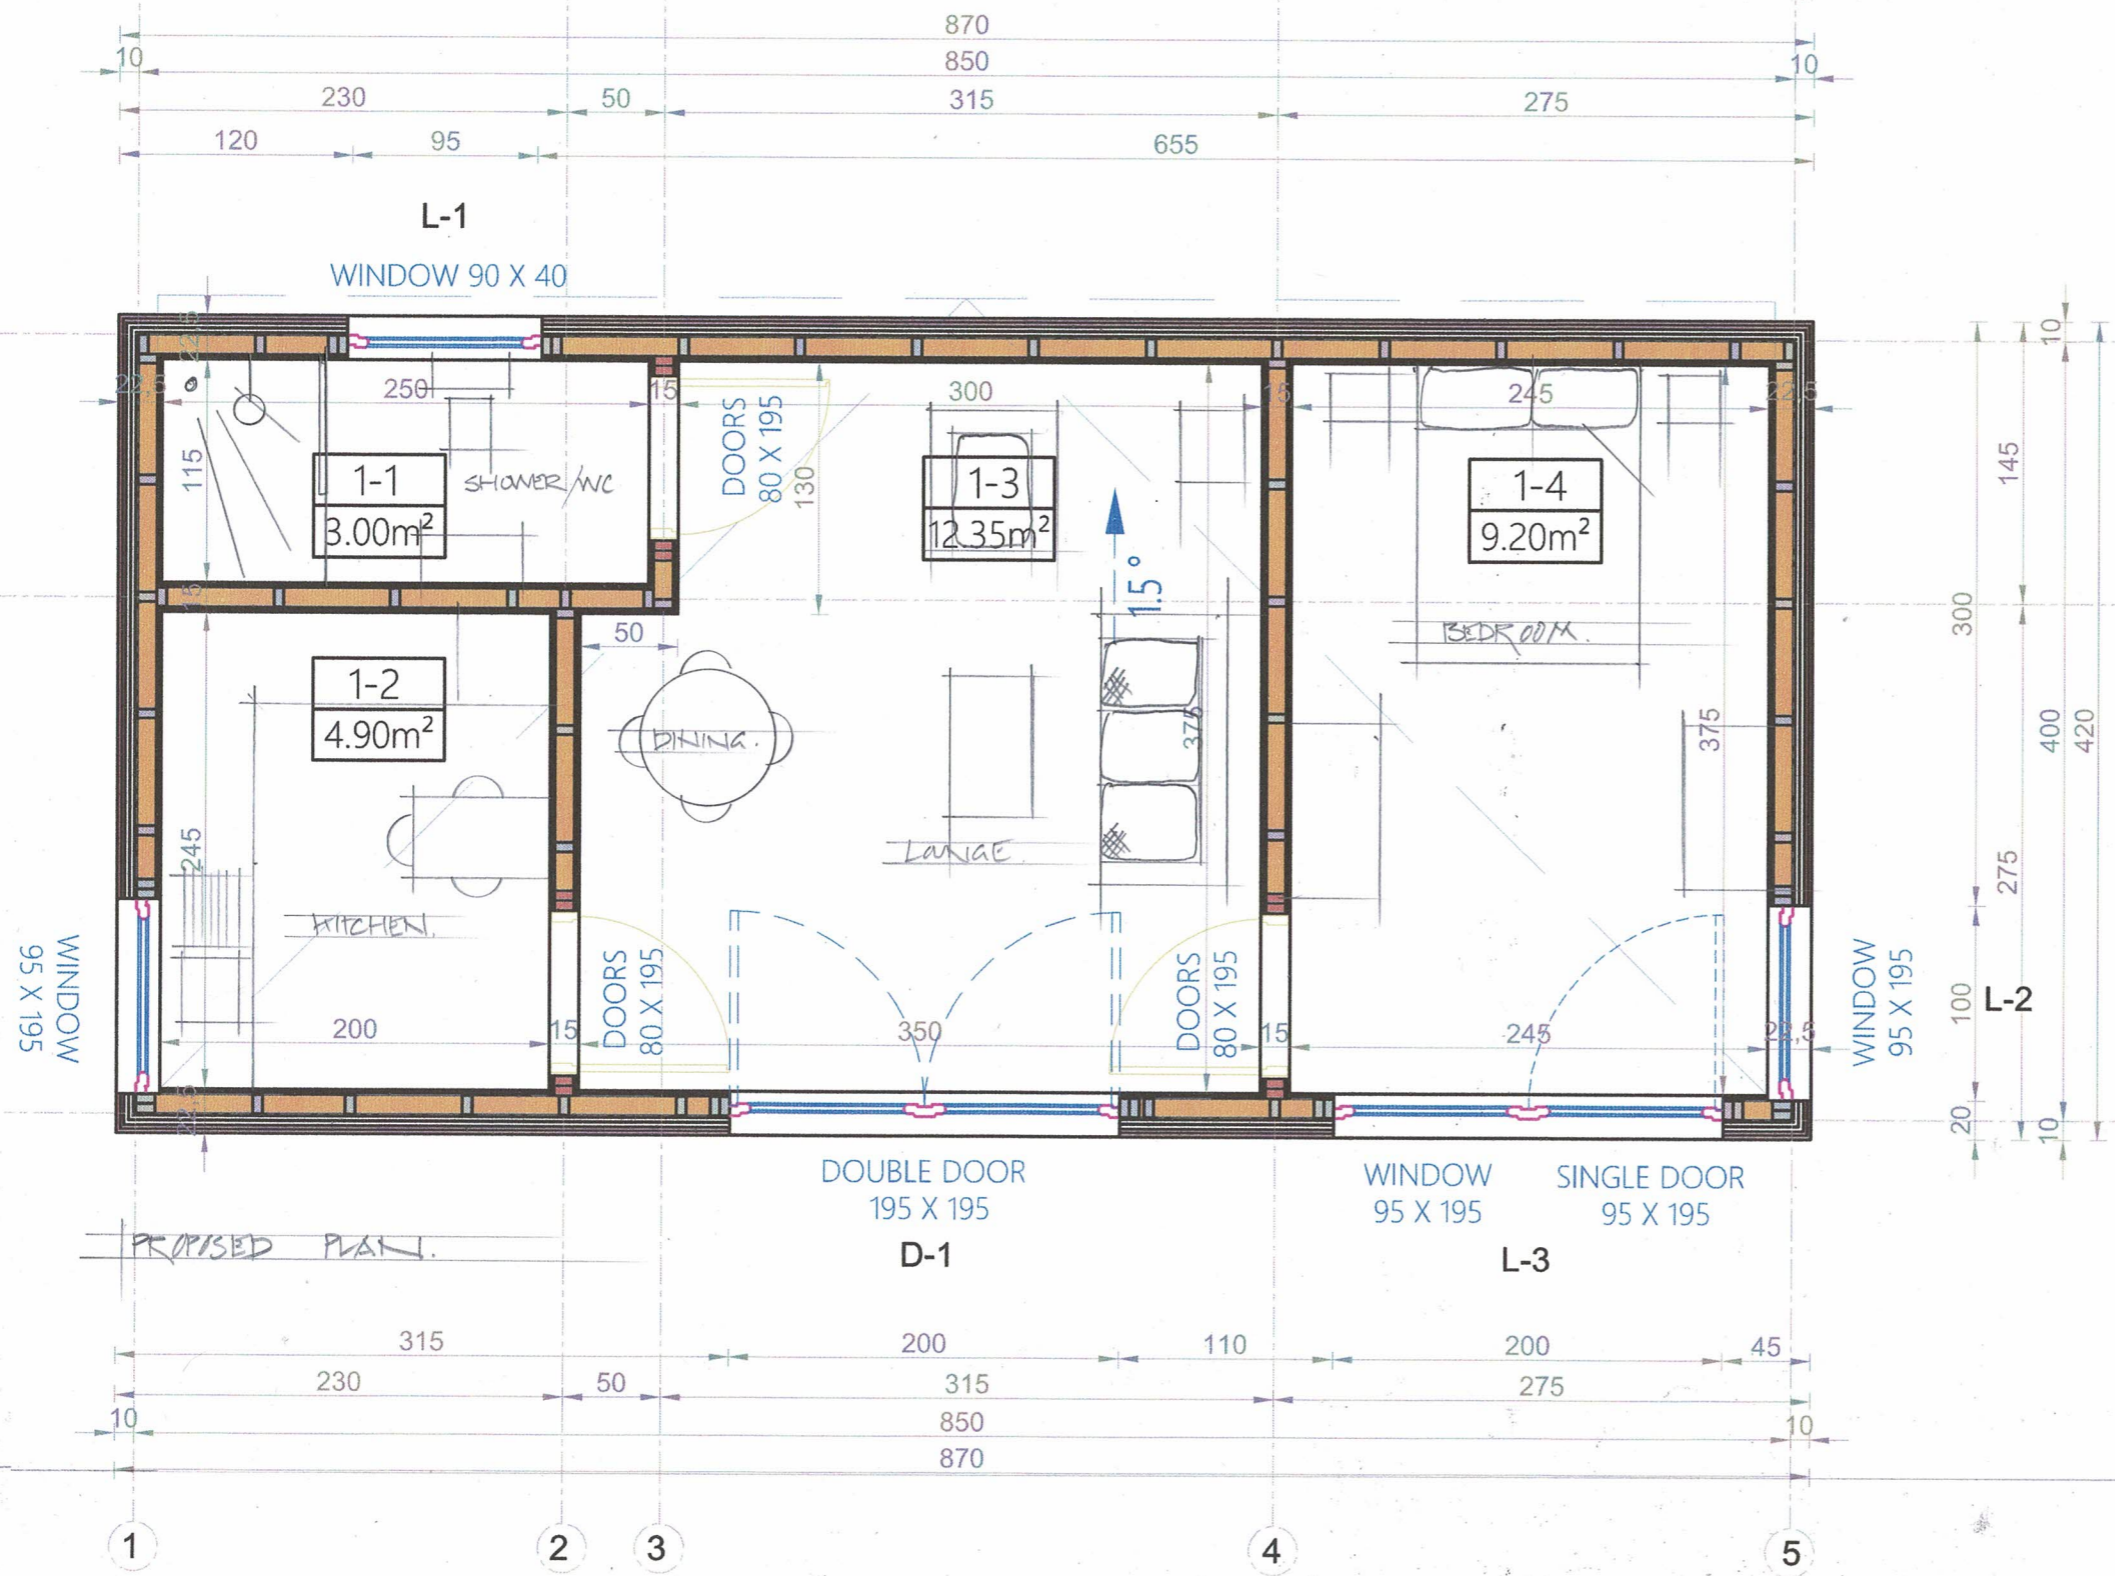 870
10 850 10
230 50 315 275
120 95 655
L-1
WINDOW 90 X 40
22,5
22,5 250 15 300 15 245 22,5
10
115
1-1
3.00m²
SHOWER/WC
DOORS
80 X 195
130
1-3
12.35m²
1.5°
1-4
9.20m²
145
15
50
BEDROOM.
300
400
420
1-2
4.90m²
DINING.
375
375
245
LOUNGE
KITCHEN.
275
WINDOW
95 X 195
DOORS
80 X 195
DOORS
80 X 195
WINDOW
95 X 195
100
L-2
200 15 350 15 245 22,5
22,5
20
10
DOUBLE DOOR
195 X 195
WINDOW
95 X 195
SINGLE DOOR
95 X 195
PROPOSED PLAN.
D-1
L-3
315 200 110 200 45
230 50 315 275
10 850 10
870
1 2 3 4 5